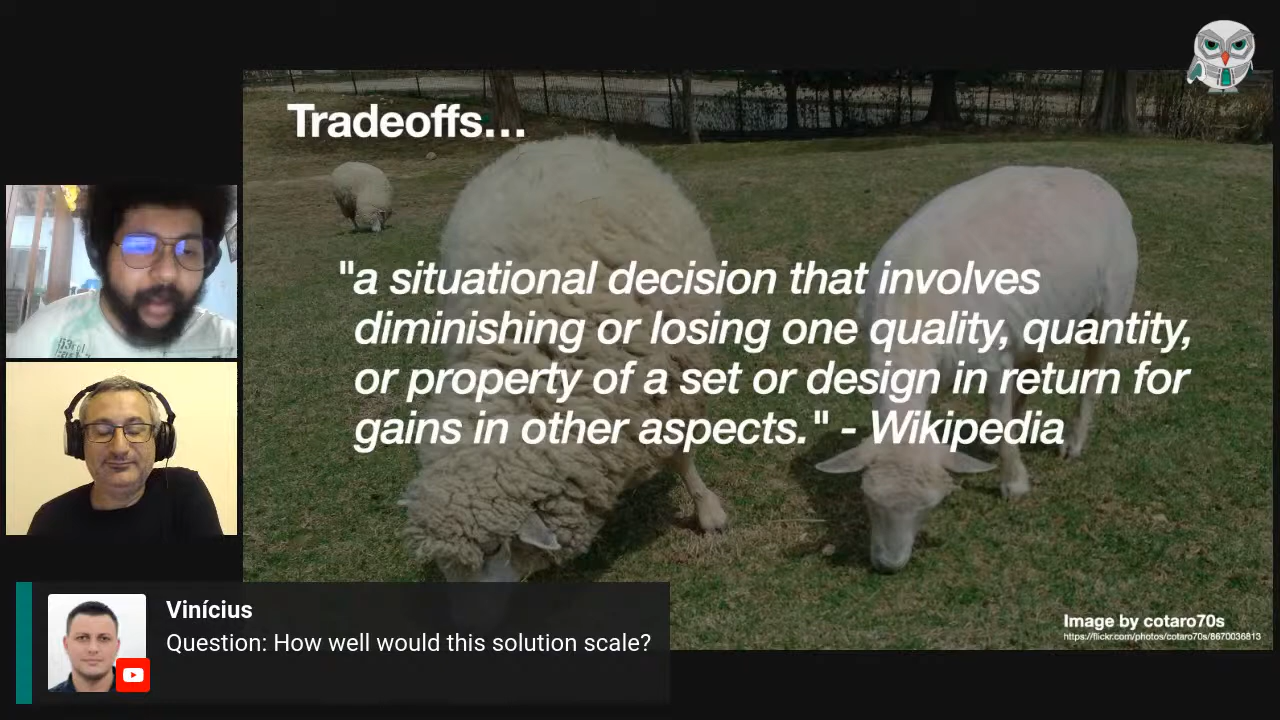 Tradeoffs...
"a situational decision that involves
diminishing or losing one quality, quantity,
or property of a set or design in return for
gains in other aspects." - Wikipedia
Image by cotaro70s
https://flickr.com/photos/cotaro70s/8670036813
Vinícius
Question: How well would this solution scale?